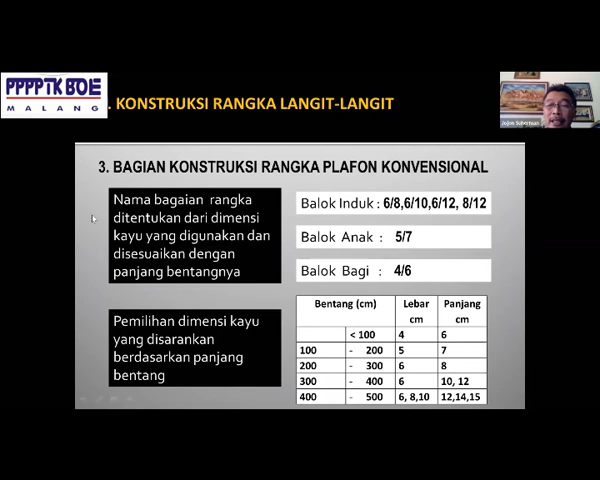 PPPPTK BOE
MALANG
. KONSTRUKSI RANGKA LANGIT-LANGIT
Jojon Suherman
3. BAGIAN KONSTRUKSI RANGKA PLAFON KONVENSIONAL
Nama bagaian rangka
ditentukan dari dimensi
kayu yang digunakan dan
disesuaikan dengan
panjang bentangnya
Balok Induk : 6/8,6/10,6/12, 8/12
Balok Anak : 5/7
Balok Bagi : 4/6
Pemilihan dimensi kayu
yang disarankan
berdasarkan panjang
bentang
Bentang (cm) Lebar cm Panjang cm
< 100 4 6
100 - 200 5 7
200 - 300 6 8
300 - 400 6 10, 12
400 - 500 6, 8,10 12,14,15